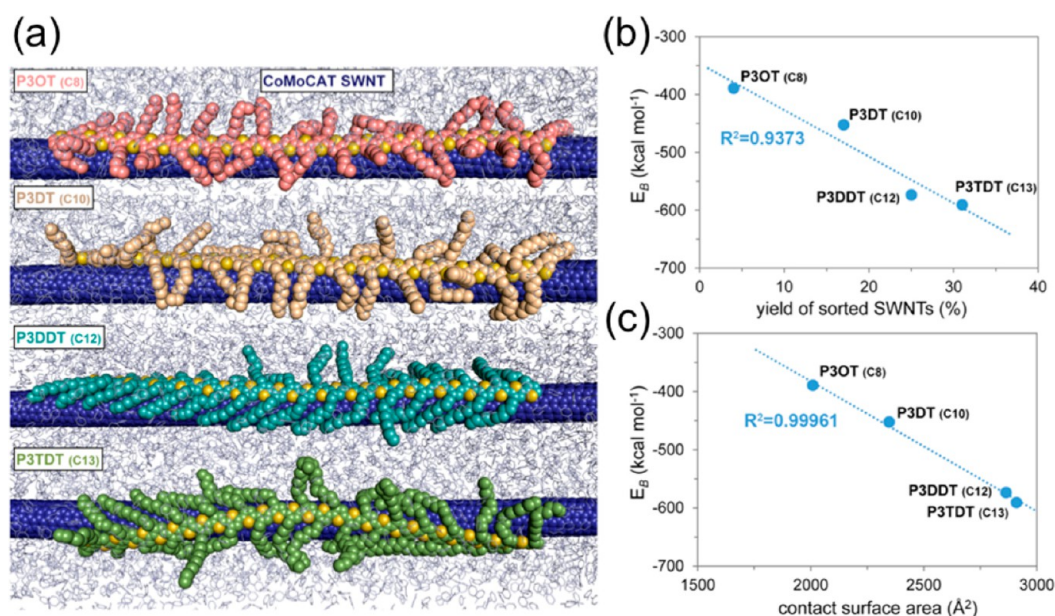 (a)
P3OT (C8)
CoMoCAT SWNT
P3DT (C10)
P3DDT (C12)
P3TDT (C13)
(b)
-300
-400
-500
-600
-700
E_B (kcal mol⁻¹)
P3OT (C8)
P3DT (C10)
R²=0.9373
P3DDT (C12)
P3TDT (C13)
0 10 20 30 40
yield of sorted SWNTs (%)
(c)
-300
-400
-500
-600
-700
E_B (kcal mol⁻¹)
P3OT (C8)
R²=0.99961
P3DT (C10)
P3DDT (C12)
P3TDT (C13)
1500 2000 2500 3000
contact surface area (Å²)